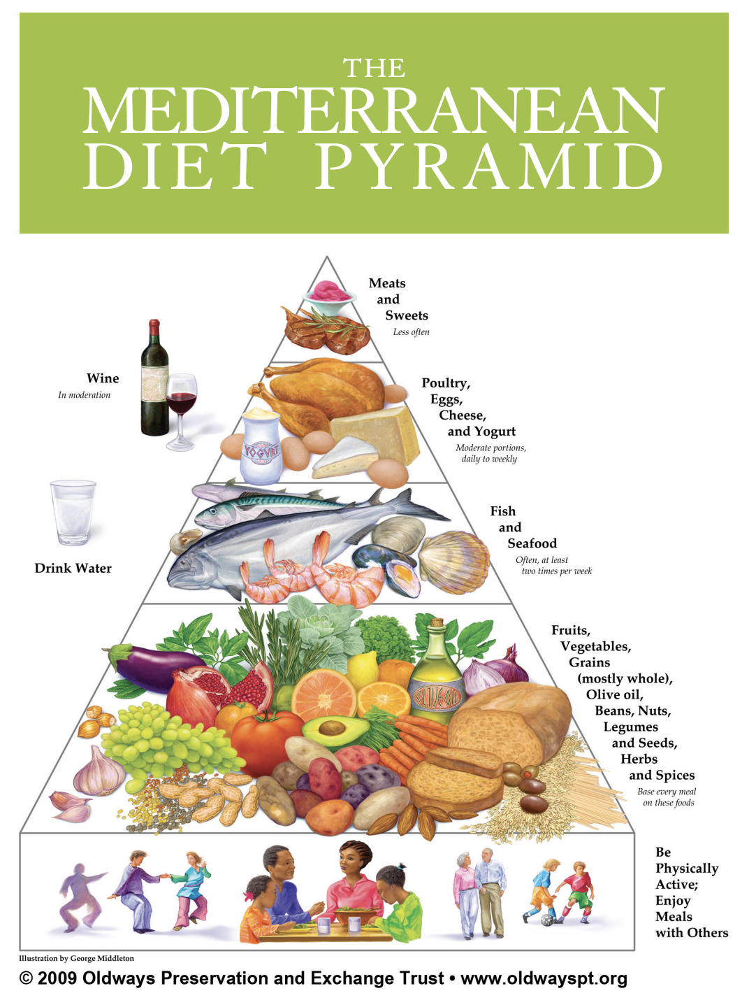 THE
MEDITERRANEAN
DIET PYRAMID
Meats
and
Sweets
Less often
Wine
In moderation
Poultry,
Eggs,
Cheese,
and Yogurt
Moderate portions,
daily to weekly
YOGURT
Fish
and
Seafood
Often, at least
two times per week
Drink Water
Fruits,
Vegetables,
Grains
(mostly whole),
Olive oil,
Beans, Nuts,
Legumes
and Seeds,
Herbs
and Spices
Base every meal
on these foods
OLIVE OIL
Be
Physically
Active;
Enjoy
Meals
with Others
Illustration by George Middleton
© 2009 Oldways Preservation and Exchange Trust • www.oldwayspt.org